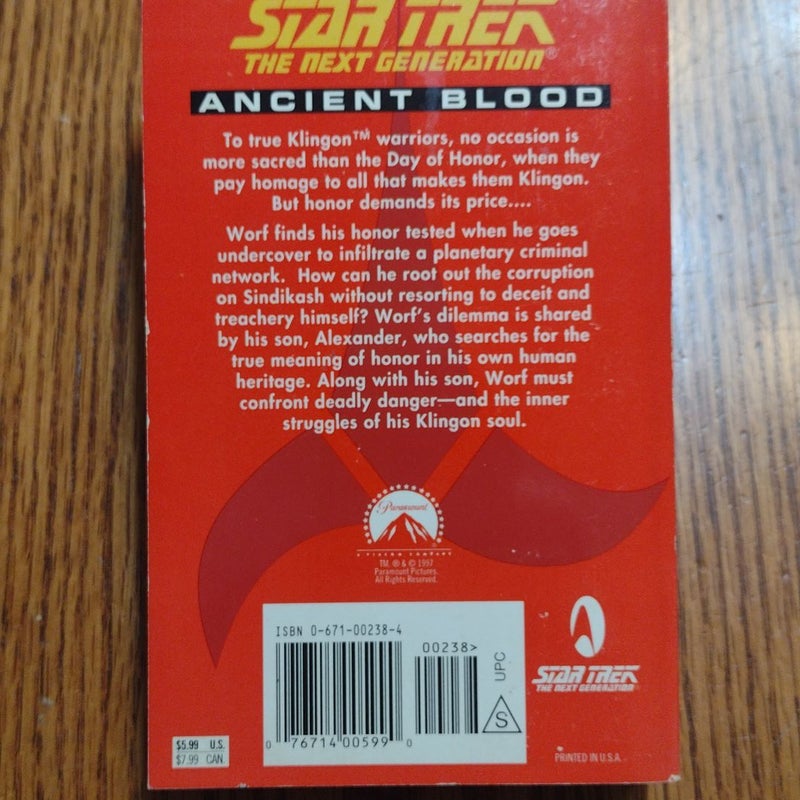 STAR TREK
THE NEXT GENERATION®
ANCIENT BLOOD
To true Klingon™ warriors, no occasion is
more sacred than the Day of Honor, when they
pay homage to all that makes them Klingon.
But honor demands its price....
Worf finds his honor tested when he goes
undercover to infiltrate a planetary criminal
network. How can he root out the corruption
on Sindikash without resorting to deceit and
treachery himself? Worf's dilemma is shared
by his son, Alexander, who searches for the
true meaning of honor in his own human
heritage. Along with his son, Worf must
confront deadly danger—and the inner
struggles of his Klingon soul.
Paramount
A VIACOM COMPANY
TM, ® & © 1997
Paramount Pictures.
All Rights Reserved.
ISBN 0-671-00238-4
00238>
UPC
S
0 76714 00599 0
STAR TREK
THE NEXT GENERATION®
$5.99 U.S.
$7.99 CAN.
PRINTED IN U.S.A.